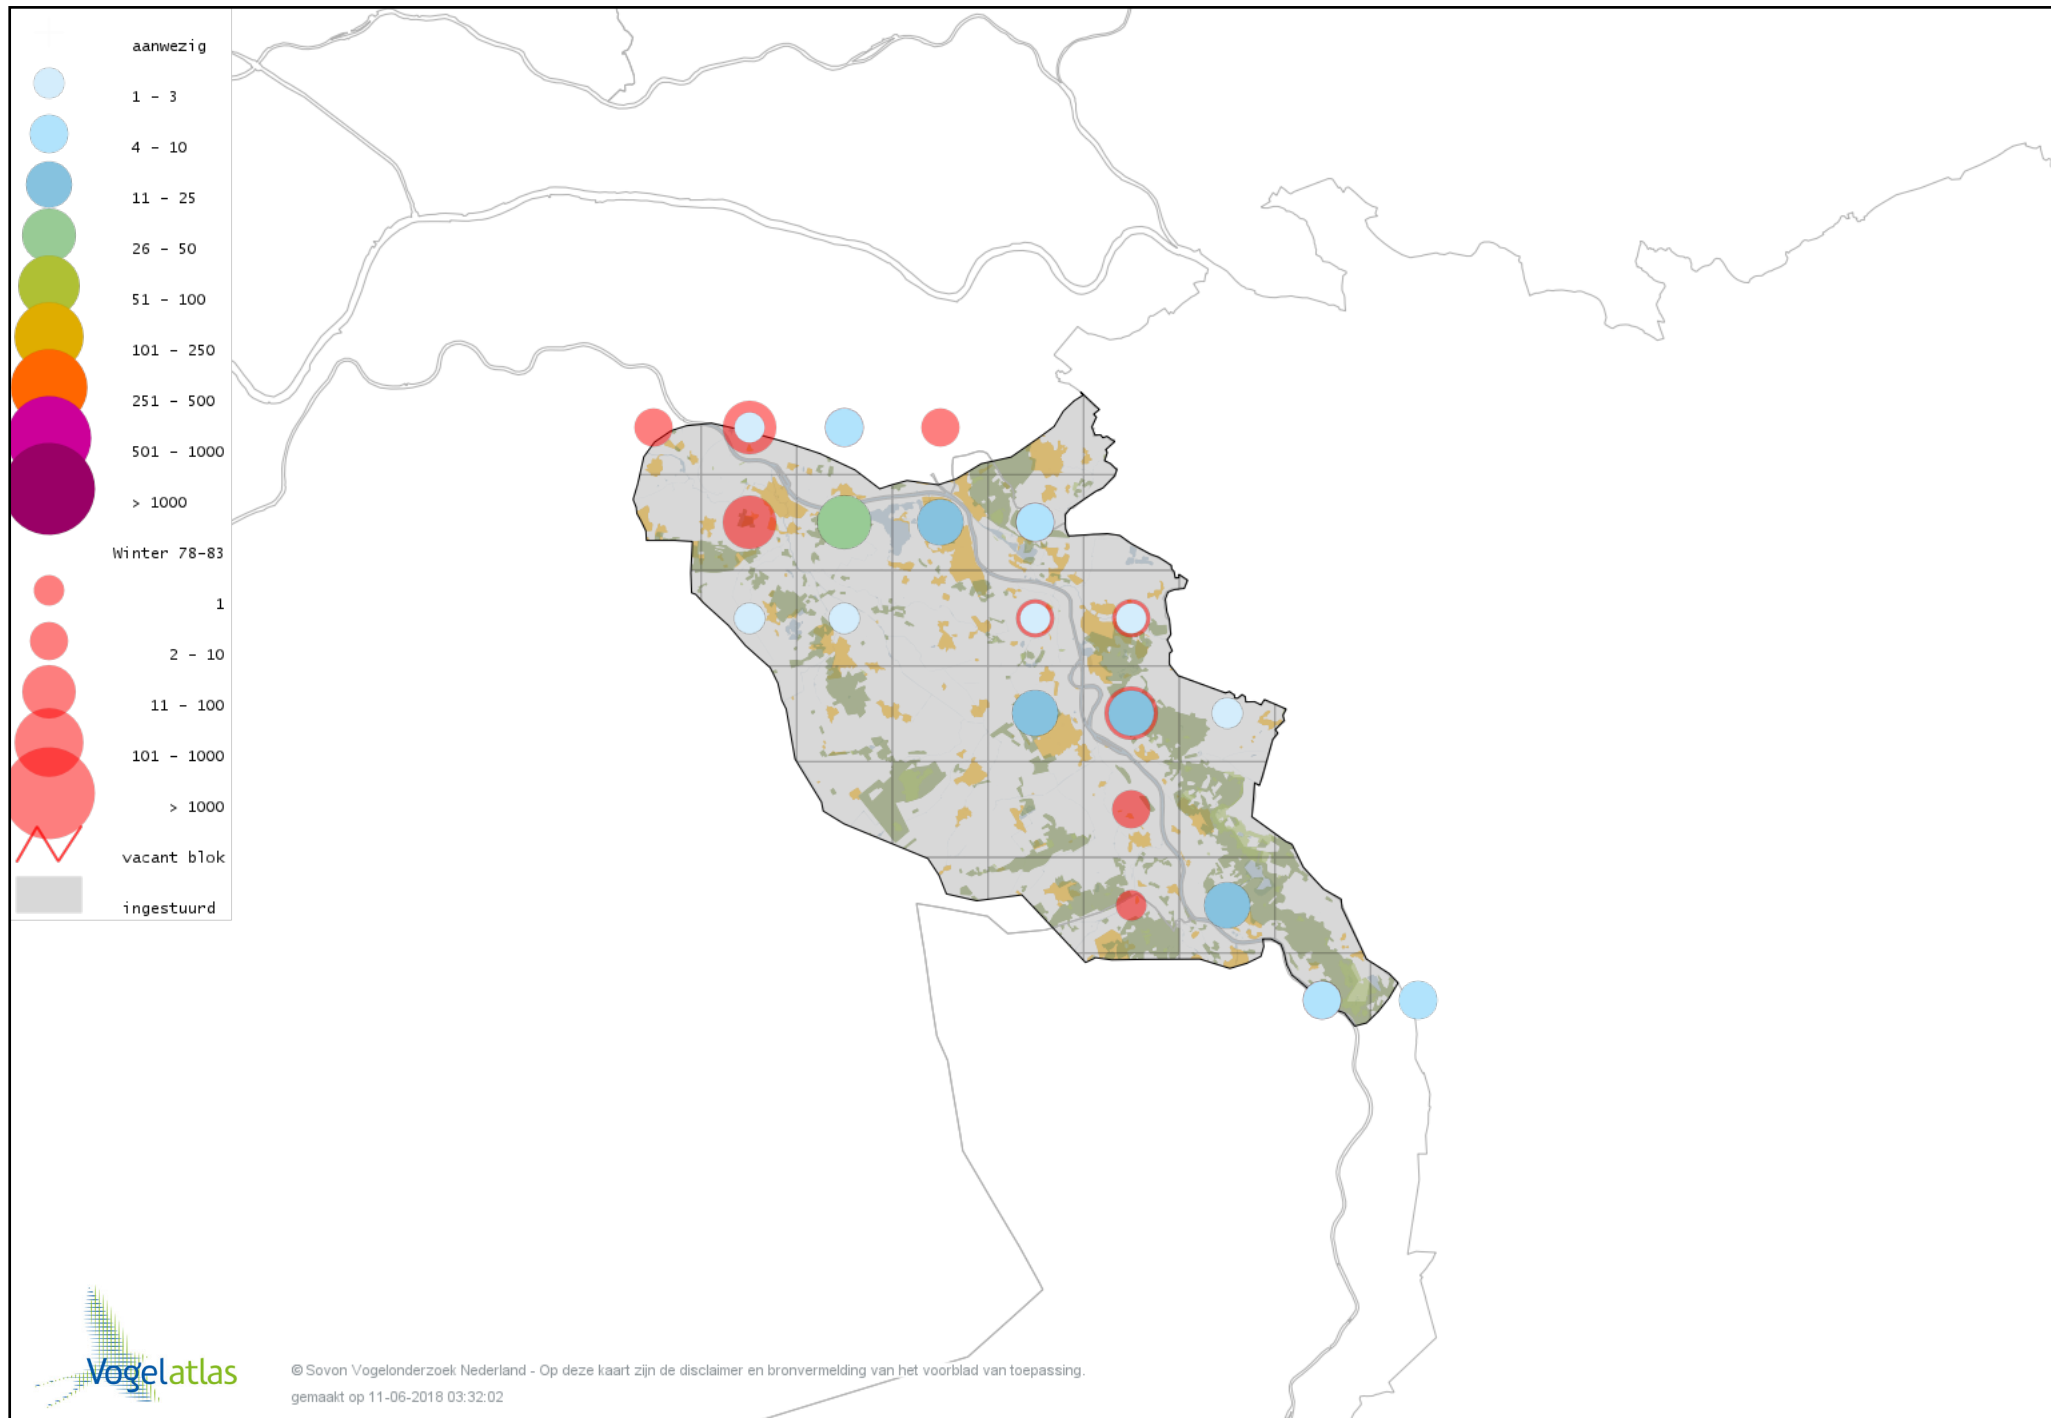 aanwezig
1 - 3
4 - 10
11 - 25
26 - 50
51 - 100
101 - 250
251 - 500
501 - 1000
> 1000
Winter 78-83
1
2 - 10
11 - 100
101 - 1000
> 1000
vacant blok
ingestuurd
Vogelatlas
© Sovon Vogelonderzoek Nederland - Op deze kaart zijn de disclaimer en bronvermelding van het voorblad van toepassing.
gemaakt op 11-06-2018 03:32:02